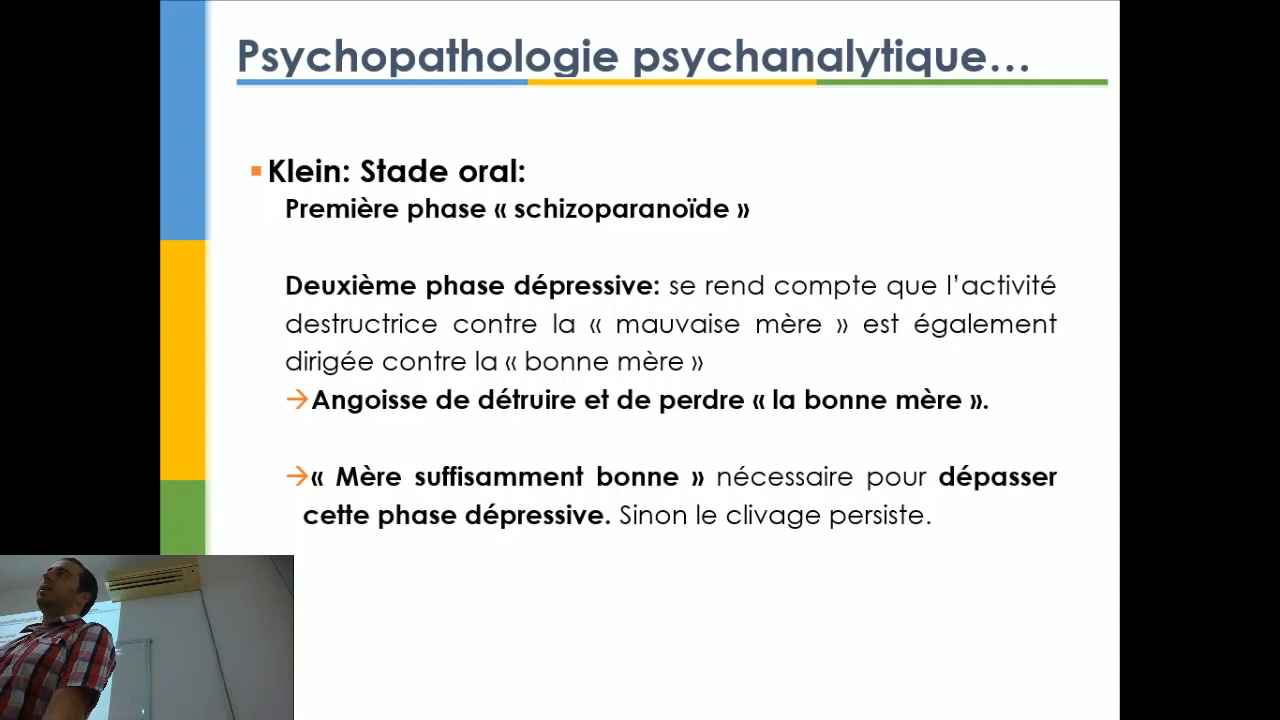 Psychopathologie psychanalytique…
Klein: Stade oral:
Première phase « schizoparanoïde »
Deuxième phase dépressive: se rend compte que l’activité
destructrice contre la « mauvaise mère » est également
dirigée contre la « bonne mère »
→Angoisse de détruire et de perdre « la bonne mère ».
→« Mère suffisamment bonne » nécessaire pour dépasser
cette phase dépressive. Sinon le clivage persiste.